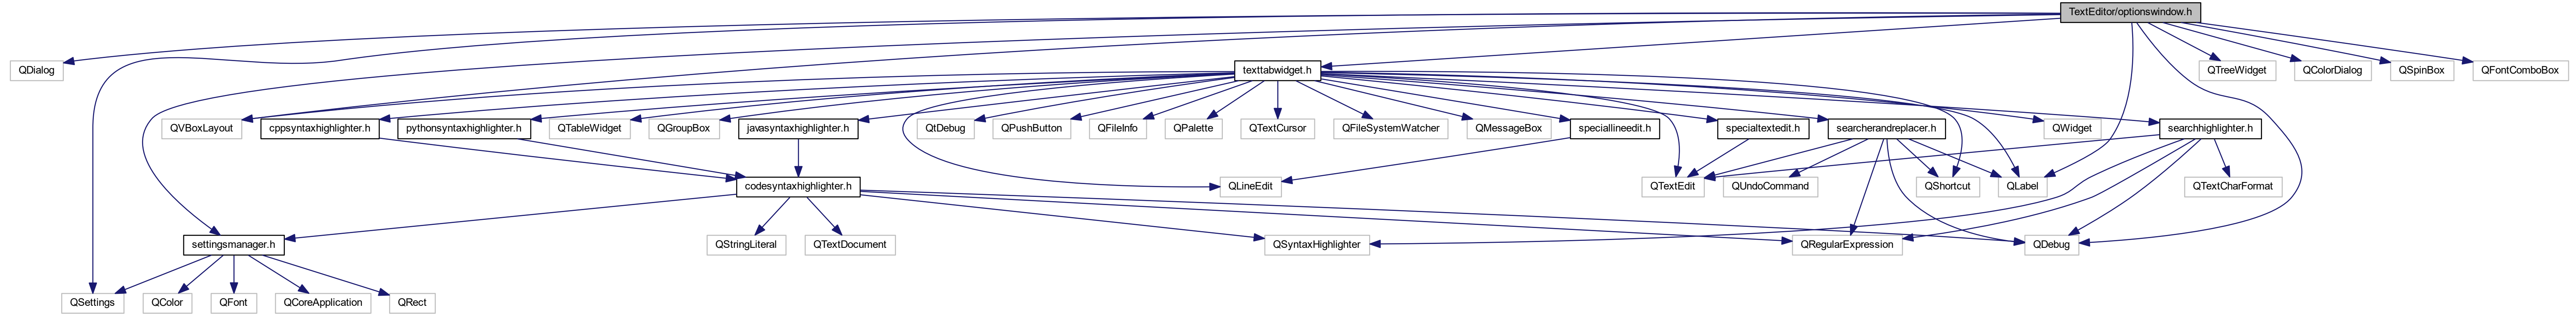 TextEditor/optionswindow.h
QDialog
texttabwidget.h
QTreeWidget
QColorDialog
QSpinBox
QFontComboBox
QVBoxLayout
cppsyntaxhighlighter.h
pythonsyntaxhighlighter.h
QTableWidget
QGroupBox
javasyntaxhighlighter.h
QtDebug
QPushButton
QFileInfo
QPalette
QTextCursor
QFileSystemWatcher
QMessageBox
speciallineedit.h
specialtextedit.h
searcherandreplacer.h
QWidget
searchhighlighter.h
codesyntaxhighlighter.h
QLineEdit
QTextEdit
QUndoCommand
QShortcut
QLabel
QTextCharFormat
settingsmanager.h
QStringLiteral
QTextDocument
QSyntaxHighlighter
QRegularExpression
QDebug
QSettings
QColor
QFont
QCoreApplication
QRect